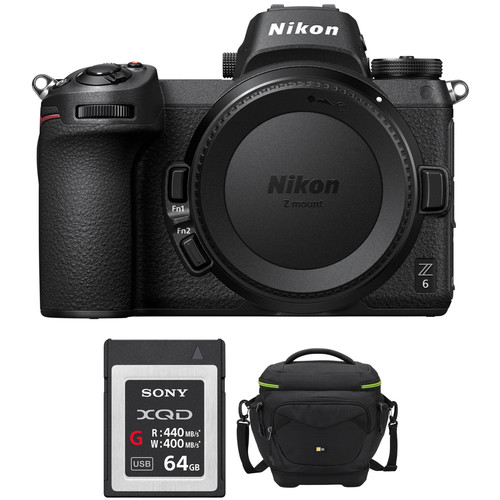 Nikon
Nikon
Z mount
Fn1
Fn2
Z
6
SONY
XQD
G R:440 MB/s*
W:400 MB/s*
USB 64GB